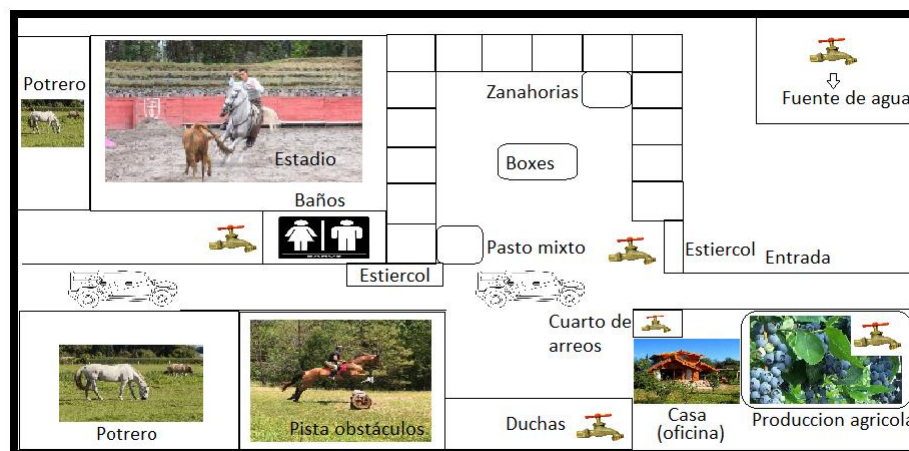 Potrero
Zanahorias
Fuente de agua
Estadio
Boxes
Baños
Pasto mixto
Estiercol
Entrada
Estiercol
Cuarto de
arreos
Potrero
Pista obstáculos
Duchas
Casa
(oficina)
Produccion agricola